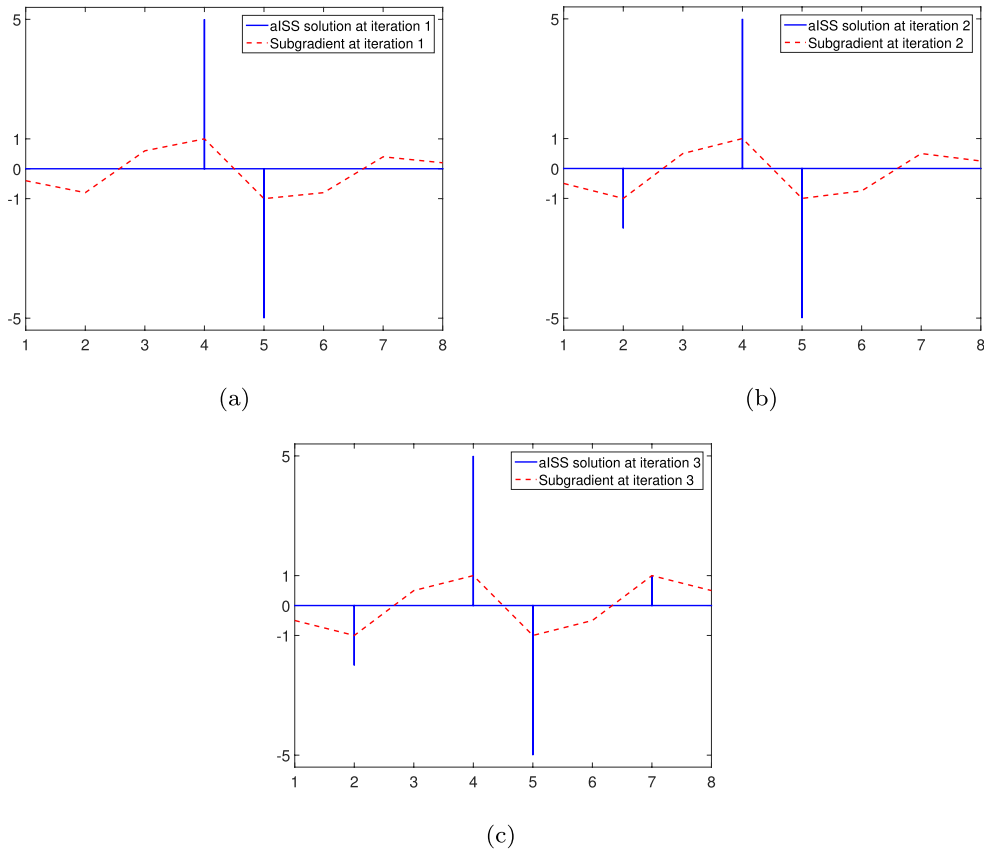 aISS solution at iteration 1
Subgradient at iteration 1
5
1
0
-1
-5
1 2 3 4 5 6 7 8
(a)
aISS solution at iteration 2
Subgradient at iteration 2
5
1
0
-1
-5
1 2 3 4 5 6 7 8
(b)
aISS solution at iteration 3
Subgradient at iteration 3
5
1
0
-1
-5
1 2 3 4 5 6 7 8
(c)